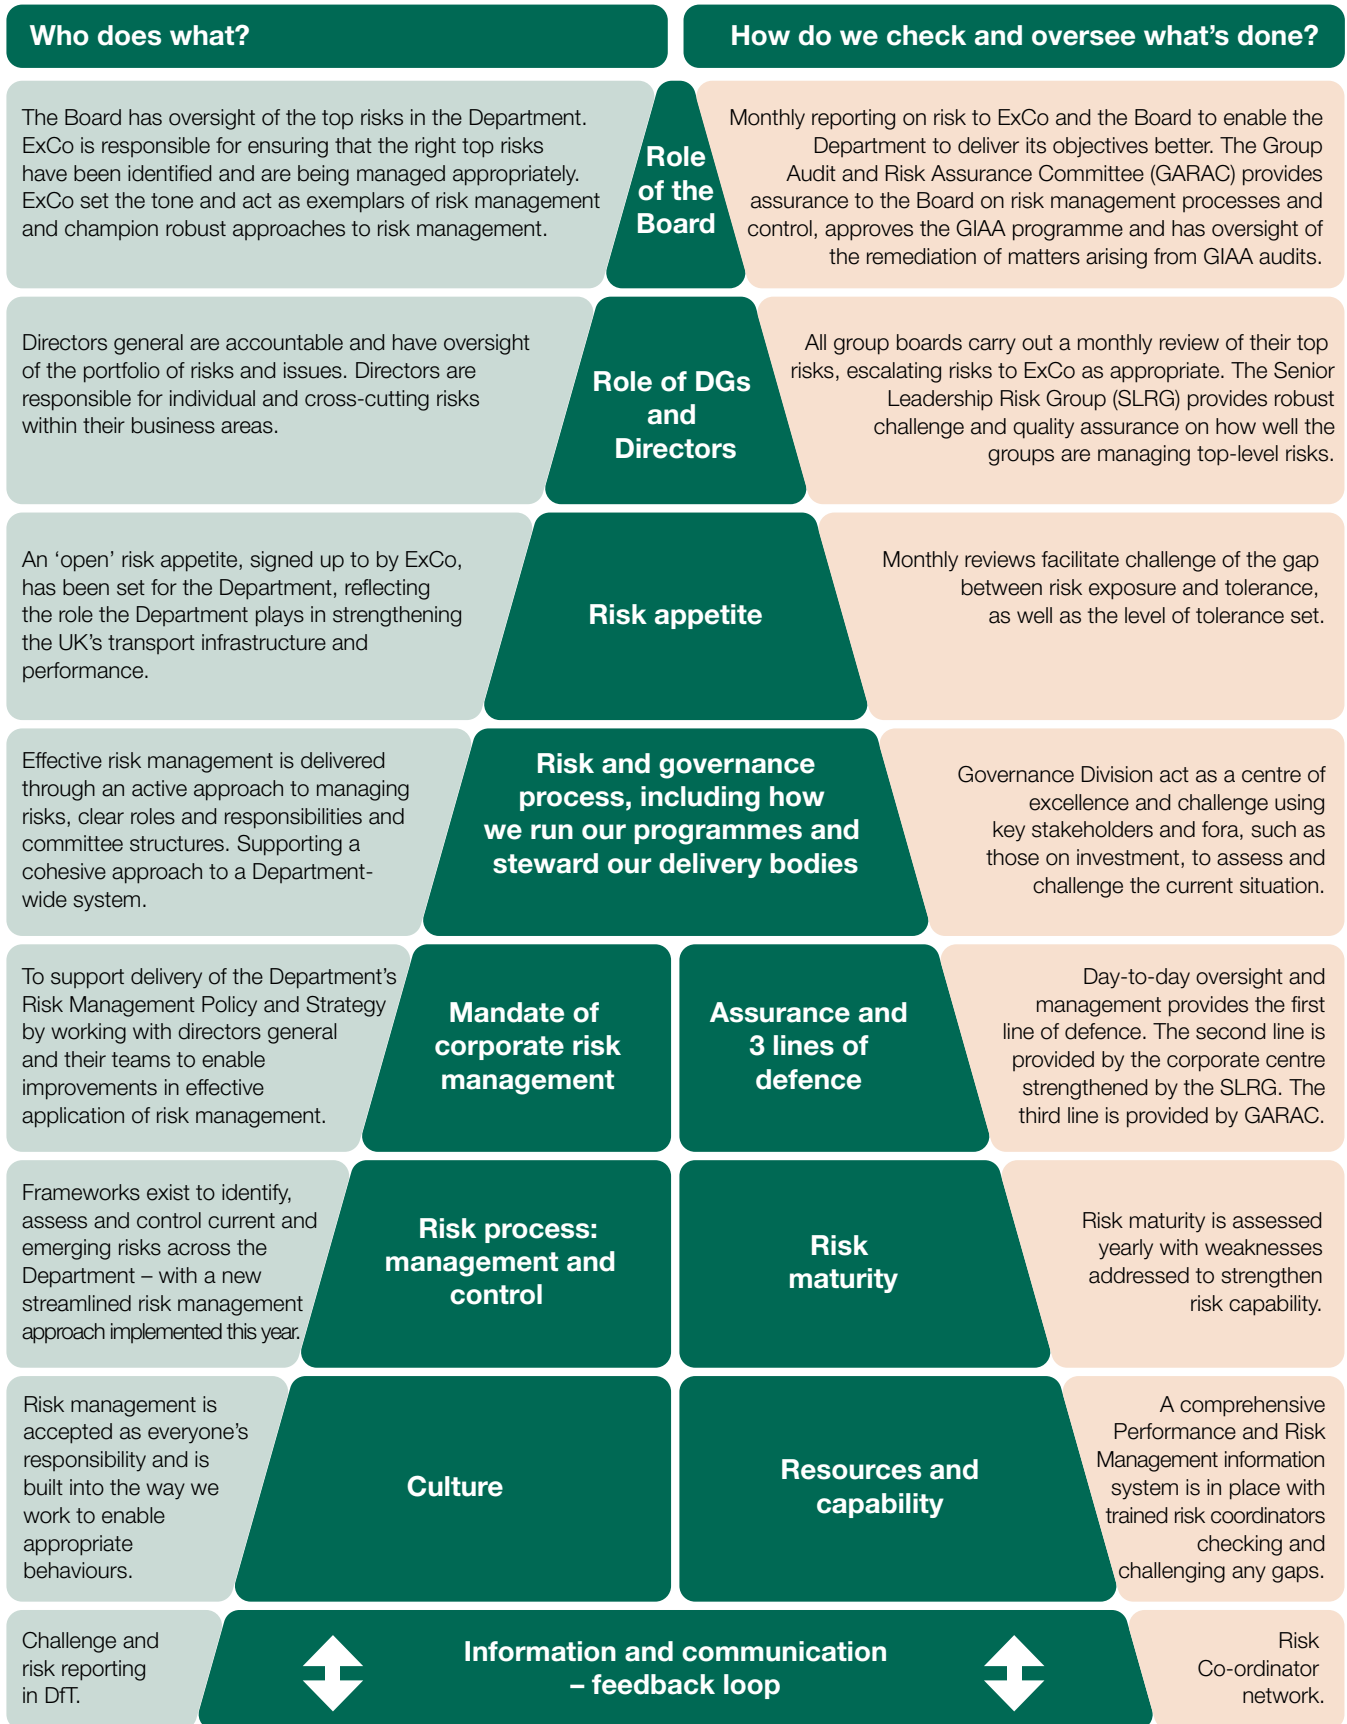 Who does what?
How do we check and oversee what's done?
The Board has oversight of the top risks in the Department.
ExCo is responsible for ensuring that the right top risks
have been identified and are being managed appropriately.
ExCo set the tone and act as exemplars of risk management
and champion robust approaches to risk management.
Role
of the
Board
Monthly reporting on risk to ExCo and the Board to enable the
Department to deliver its objectives better. The Group
Audit and Risk Assurance Committee (GARAC) provides
assurance to the Board on risk management processes and
control, approves the GIAA programme and has oversight of
the remediation of matters arising from GIAA audits.
Directors general are accountable and have oversight
of the portfolio of risks and issues. Directors are
responsible for individual and cross-cutting risks
within their business areas.
Role of DGs
and
Directors
All group boards carry out a monthly review of their top
risks, escalating risks to ExCo as appropriate. The Senior
Leadership Risk Group (SLRG) provides robust
challenge and quality assurance on how well the
groups are managing top-level risks.
An ‘open’ risk appetite, signed up to by ExCo,
has been set for the Department, reflecting
the role the Department plays in strengthening
the UK’s transport infrastructure and
performance.
Risk appetite
Monthly reviews facilitate challenge of the gap
between risk exposure and tolerance,
as well as the level of tolerance set.
Effective risk management is delivered
through an active approach to managing
risks, clear roles and responsibilities and
committee structures. Supporting a
cohesive approach to a Department-
wide system.
Risk and governance
process, including how
we run our programmes and
steward our delivery bodies
Governance Division act as a centre of
excellence and challenge using
key stakeholders and fora, such as
those on investment, to assess and
challenge the current situation.
To support delivery of the Department’s
Risk Management Policy and Strategy
by working with directors general
and their teams to enable
improvements in effective
application of risk management.
Mandate of
corporate risk
management
Assurance and
3 lines of
defence
Day-to-day oversight and
management provides the first
line of defence. The second line is
provided by the corporate centre
strengthened by the SLRG. The
third line is provided by GARAC.
Frameworks exist to identify,
assess and control current and
emerging risks across the
Department – with a new
streamlined risk management
approach implemented this year.
Risk process:
management and
control
Risk
maturity
Risk maturity is assessed
yearly with weaknesses
addressed to strengthen
risk capability.
Risk management is
accepted as everyone’s
responsibility and is
built into the way we
work to enable
appropriate
behaviours.
Culture
Resources and
capability
A comprehensive
Performance and Risk
Management information
system is in place with
trained risk coordinators
checking and
challenging any gaps.
Challenge and
risk reporting
in DfT.
Information and communication
– feedback loop
Risk
Co-ordinator
network.